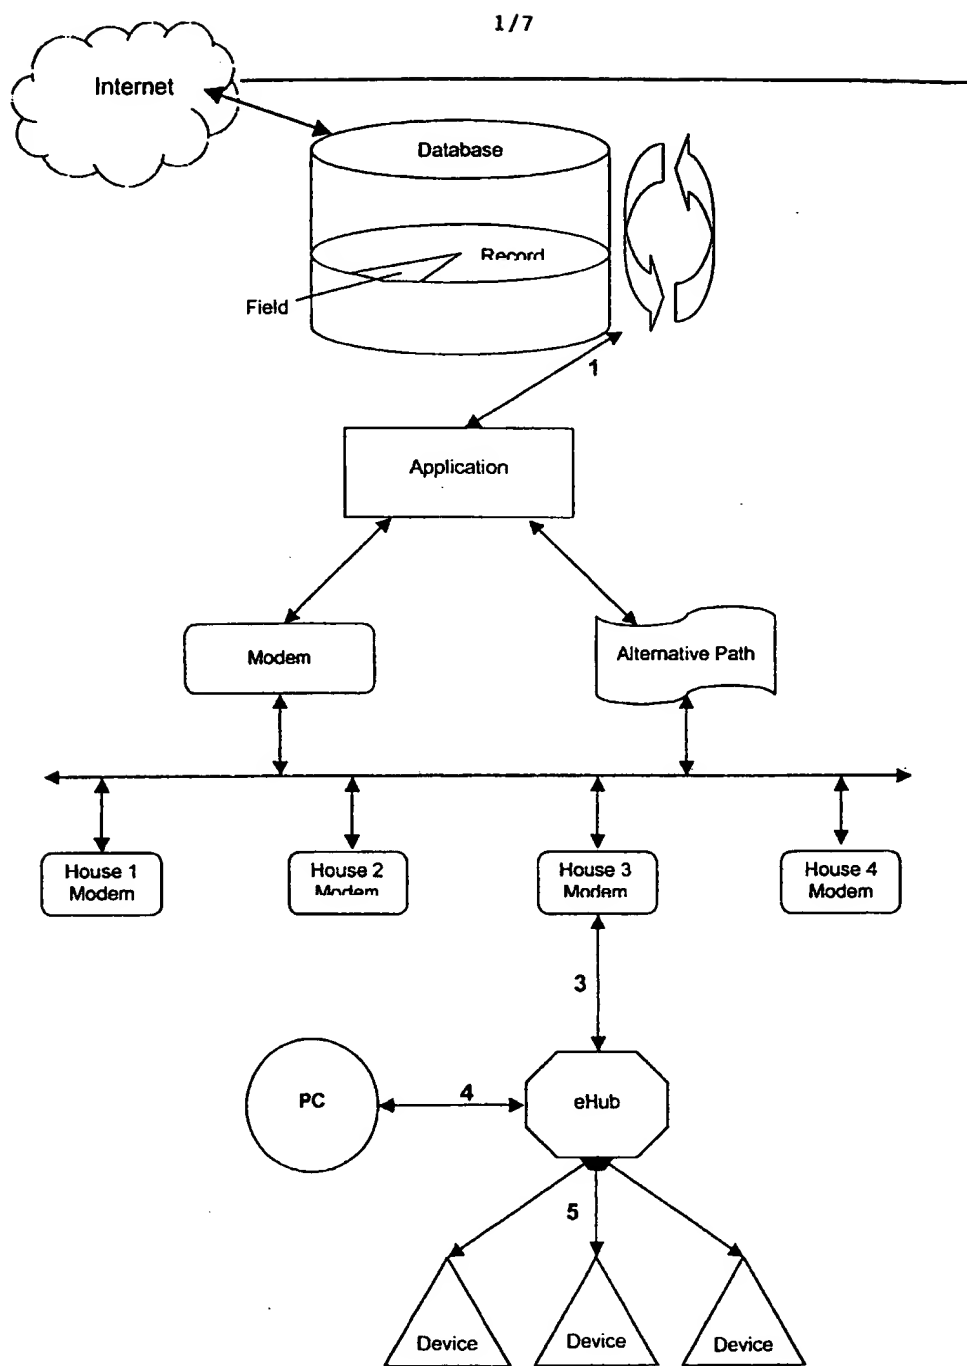 1/7
Internet
Database
Record
Field
1
Application
Modem
Alternative Path
House 1
Modem
House 2
Modem
House 3
Modem
House 4
Modem
3
PC
4
eHub
5
Device
Device
Device